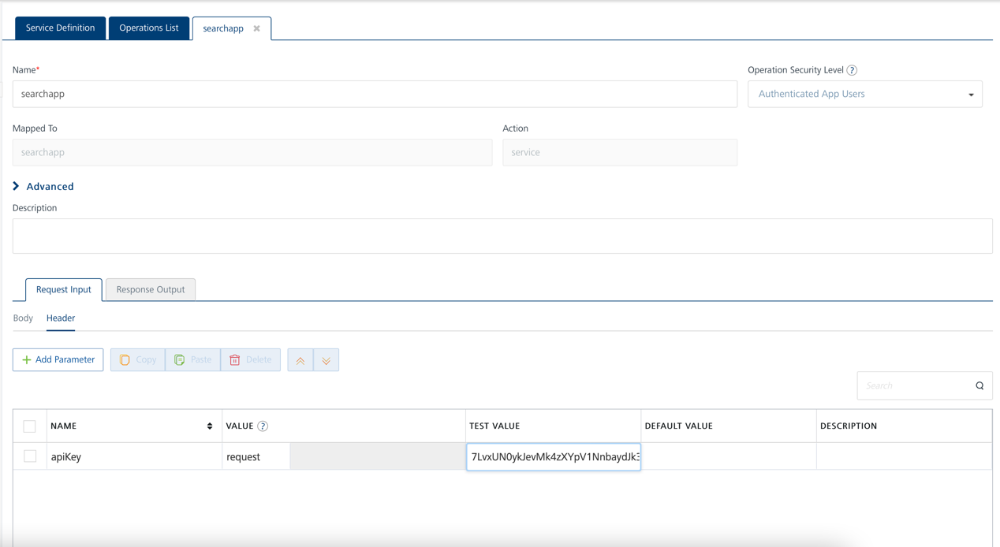 Service Definition Operations List searchapp
Name* Operation Security Level ?
searchapp Authenticated App Users
Mapped To Action
searchapp service
Advanced
Description
Request Input Response Output
Body Header
+ Add Parameter Copy Paste Delete
Search
NAME VALUE ? TEST VALUE DEFAULT VALUE DESCRIPTION
apiKey request 7LvxUN0ykJevMk4zXYpV1NnbaydJk3